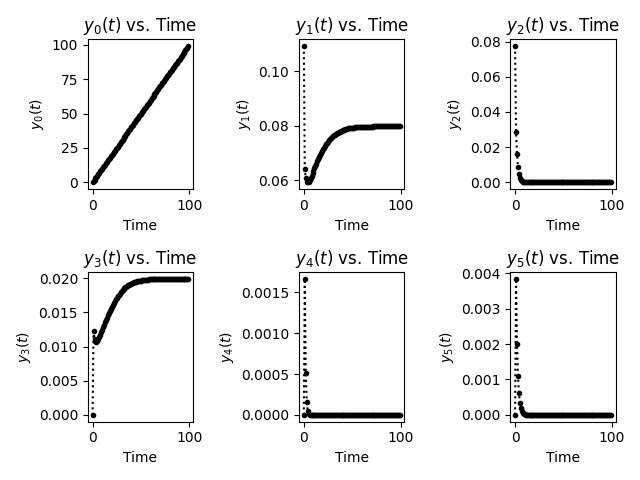 y₀(t) vs. Time
y₁(t) vs. Time
y₂(t) vs. Time
100
75
50
25
0
y₀(t)
0
100
Time
0.10
0.08
0.06
y₁(t)
0
100
Time
0.08
0.06
0.04
0.02
0.00
y₂(t)
0
100
Time
y₃(t) vs. Time
y₄(t) vs. Time
y₅(t) vs. Time
0.020
0.015
0.010
0.005
0.000
y₃(t)
0
100
Time
0.0015
0.0010
0.0005
0.0000
y₄(t)
0
100
Time
0.004
0.003
0.002
0.001
0.000
y₅(t)
0
100
Time